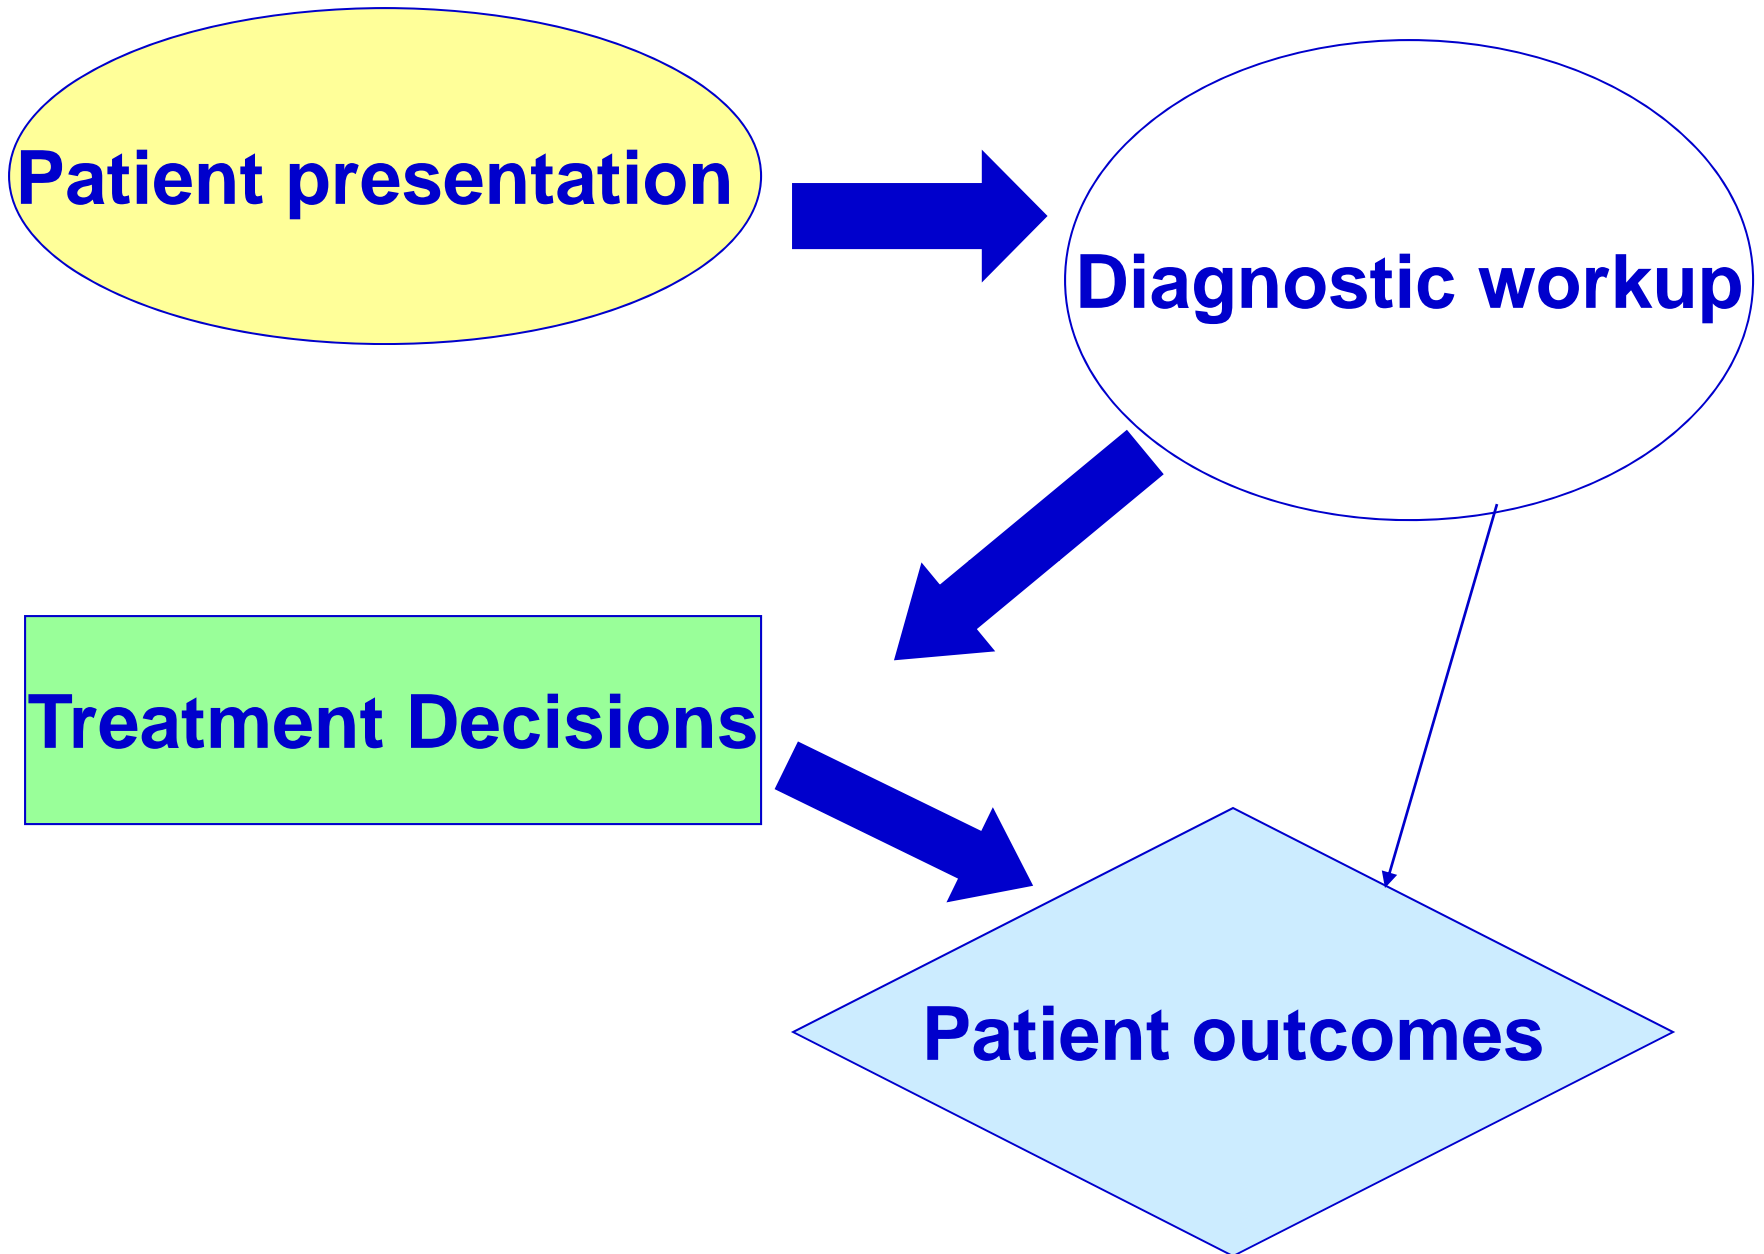 Patient presentation
Diagnostic workup
Treatment Decisions
Patient outcomes